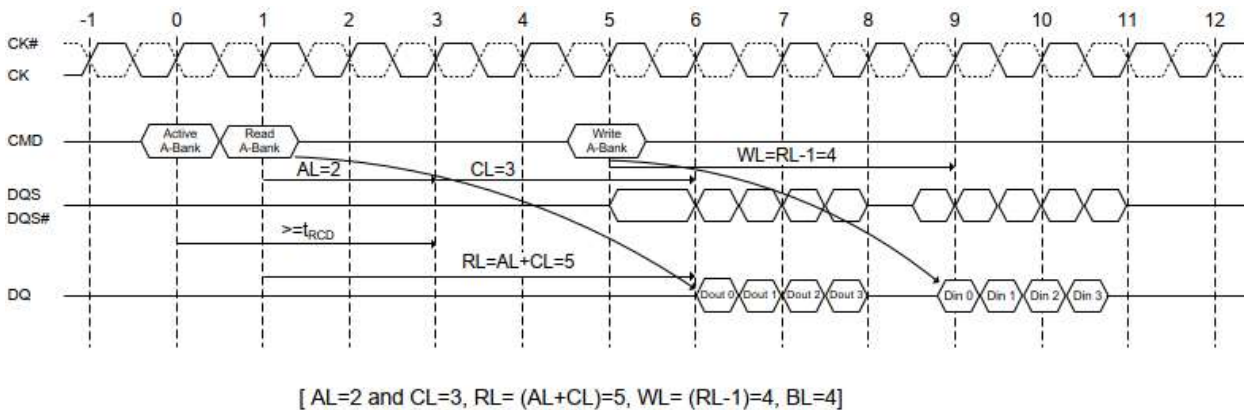 -1 0 1 2 3 4 5 6 7 8 9 10 11 12
CK#
CK
CMD
Active
A-Bank
Read
A-Bank
Write
A-Bank
WL=RL-1=4
AL=2
CL=3
DQS
DQS#
>=tRCD
RL=AL+CL=5
DQ
Dout 0 Dout 1 Dout 2 Dout 3
Din 0 Din 1 Din 2 Din 3
[ AL=2 and CL=3, RL= (AL+CL)=5, WL= (RL-1)=4, BL=4]